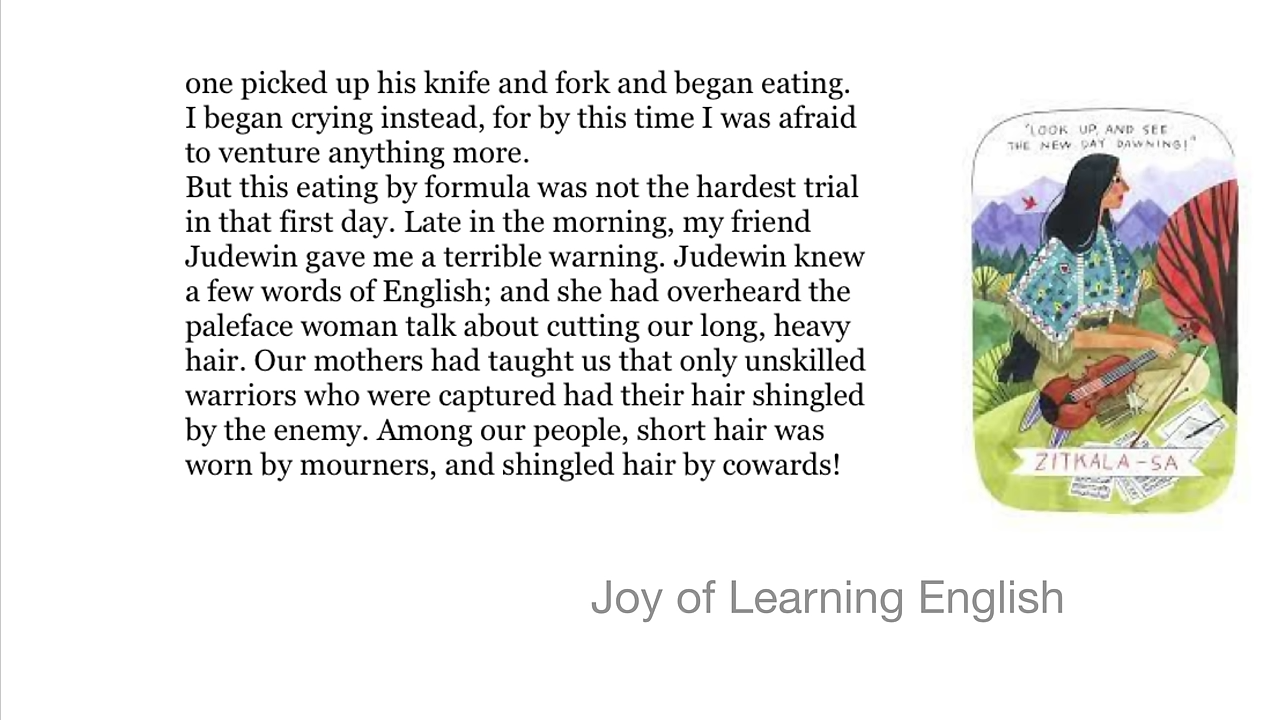 one picked up his knife and fork and began eating.
I began crying instead, for by this time I was afraid
to venture anything more.
But this eating by formula was not the hardest trial
in that first day. Late in the morning, my friend
Judewin gave me a terrible warning. Judewin knew
a few words of English; and she had overheard the
paleface woman talk about cutting our long, heavy
hair. Our mothers had taught us that only unskilled
warriors who were captured had their hair shingled
by the enemy. Among our people, short hair was
worn by mourners, and shingled hair by cowards!
"LOOK UP, AND SEE
THE NEW DAY DAWNING!"
ZITKALA-SA
Joy of Learning English